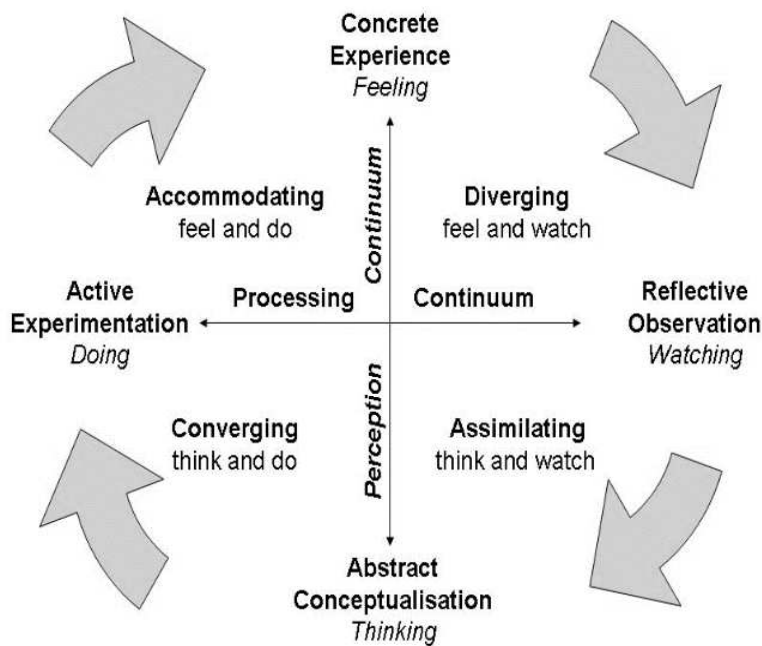 Concrete
Experience
Feeling
Accommodating
feel and do
Continuum
Diverging
feel and watch
Active
Experimentation
Doing
Processing
Continuum
Reflective
Observation
Watching
Converging
think and do
Perception
Assimilating
think and watch
Abstract
Conceptualisation
Thinking